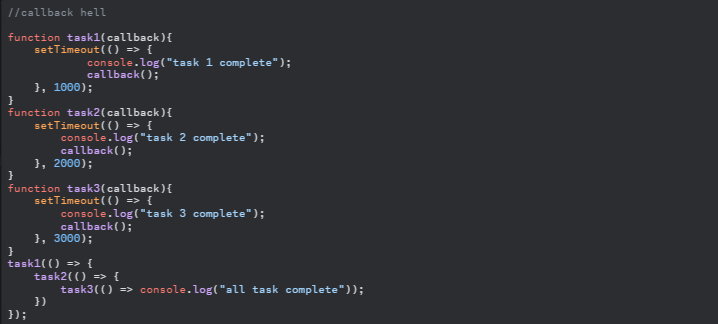 //callback hell

function task1(callback){
    setTimeout(() => {
            console.log("task 1 complete");
            callback();
    }, 1000);
}
function task2(callback){
    setTimeout(() => {
        console.log("task 2 complete");
        callback();
    }, 2000);
}
function task3(callback){
    setTimeout(() => {
        console.log("task 3 complete");
        callback();
    }, 3000);
}
task1(() => {
    task2(() => {
        task3(() => console.log("all task complete"));
    })
});